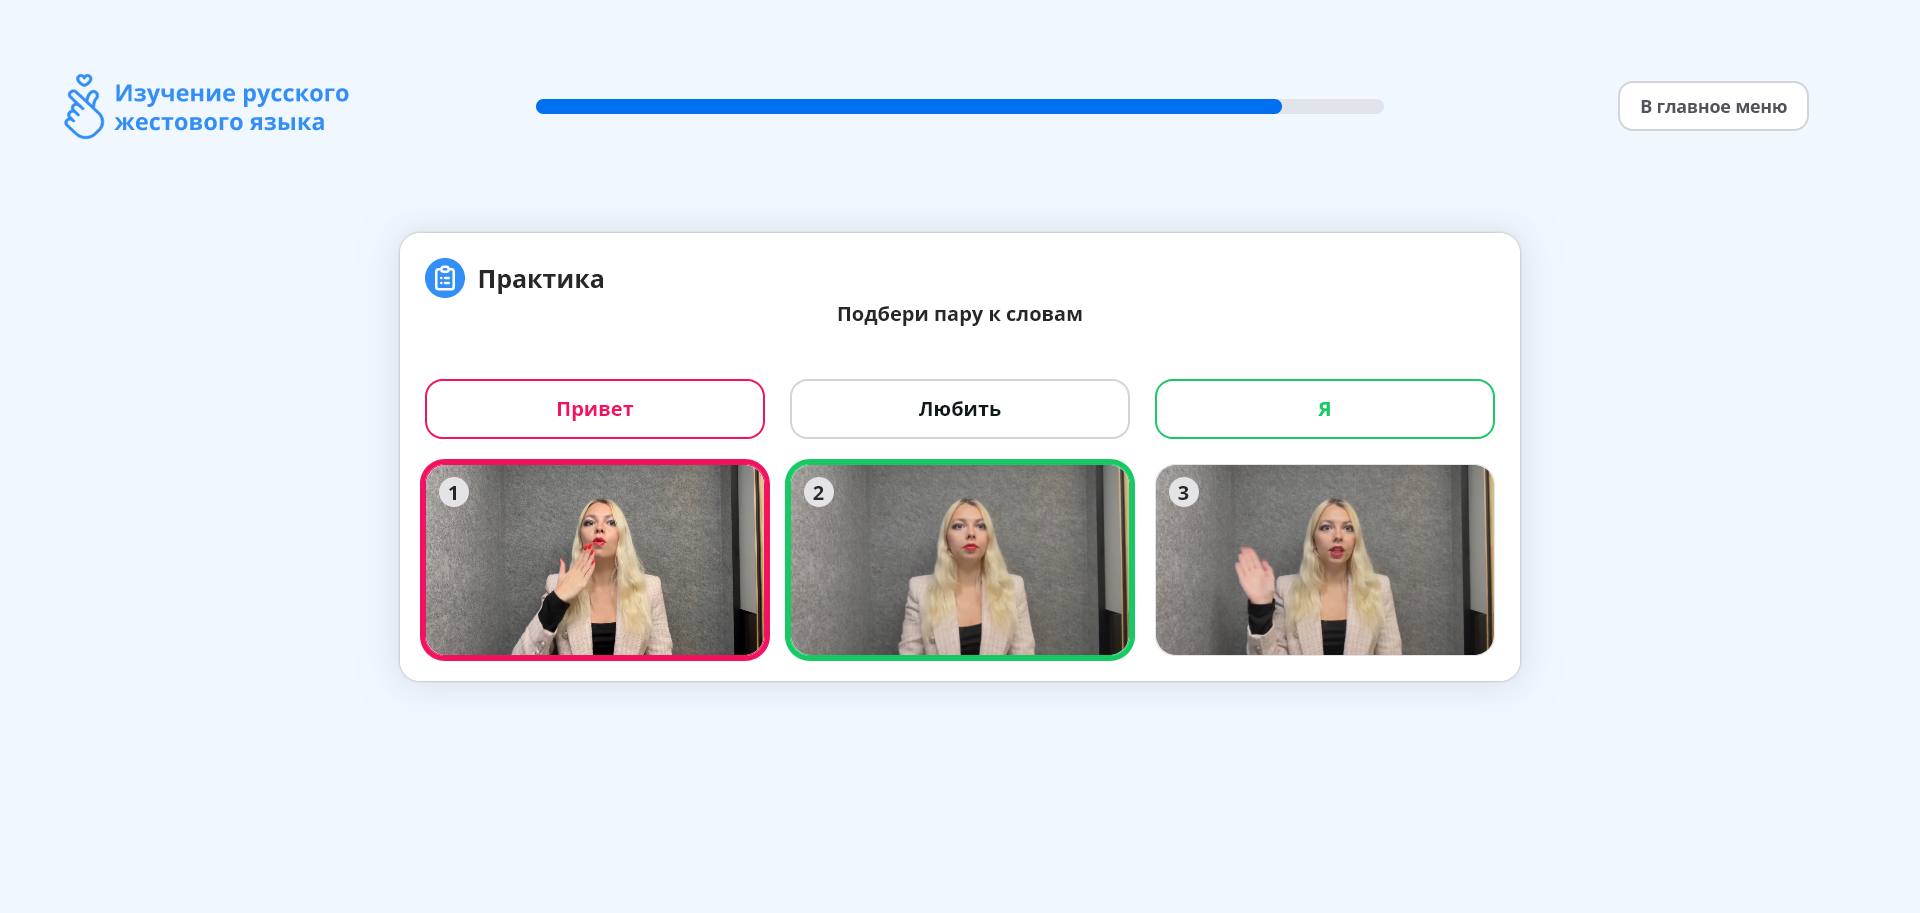 Изучение русского
жестового языка
В главное меню
Практика
Подбери пару к словам
Привет
Любить
Я
1
2
3